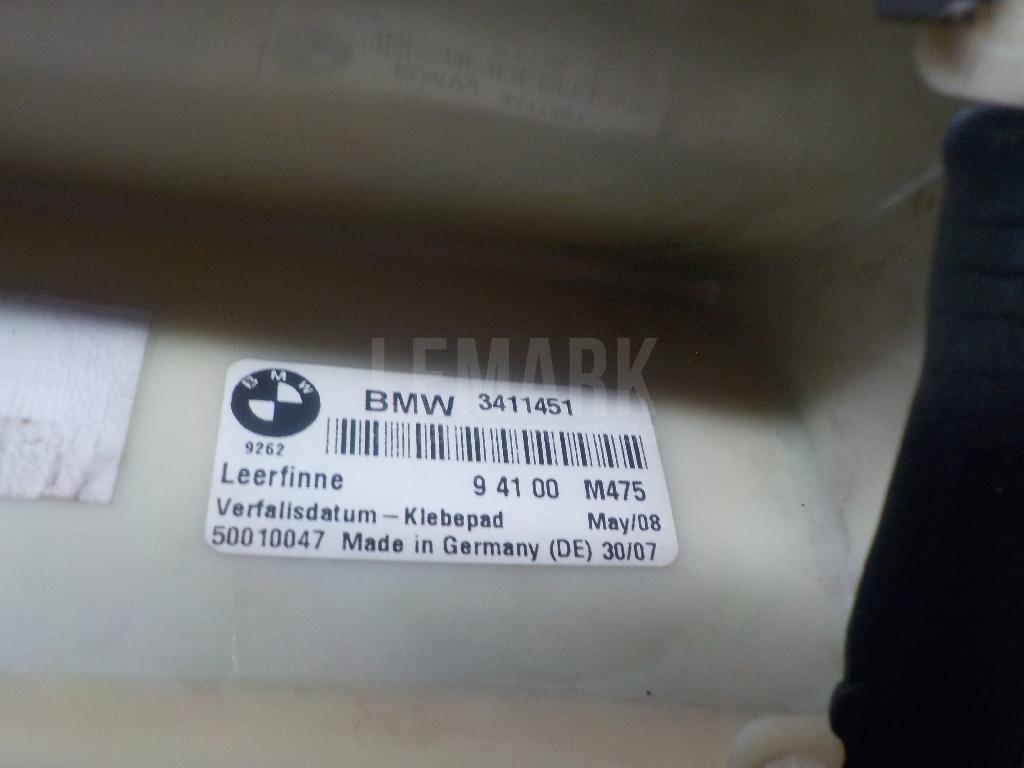 LEMARK
BMW
BMW 3411451
9262
Leerfinne 9 41 00 M475
Verfallsdatum – Klebepad May/08
50010047 Made in Germany (DE) 30/07